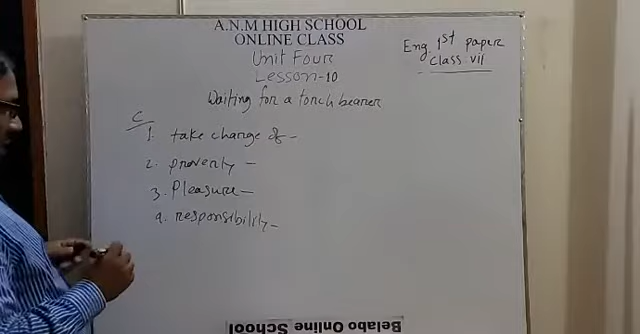 A.N.M HIGH SCHOOL
ONLINE CLASS
Unit Four
Lesson-10
Waiting for a torch bearer
Eng. 1st paper
Class VII
C
1. take charge of -
2. proverty -
3. Pleasure -
4. responsibility -
Belabo Online School